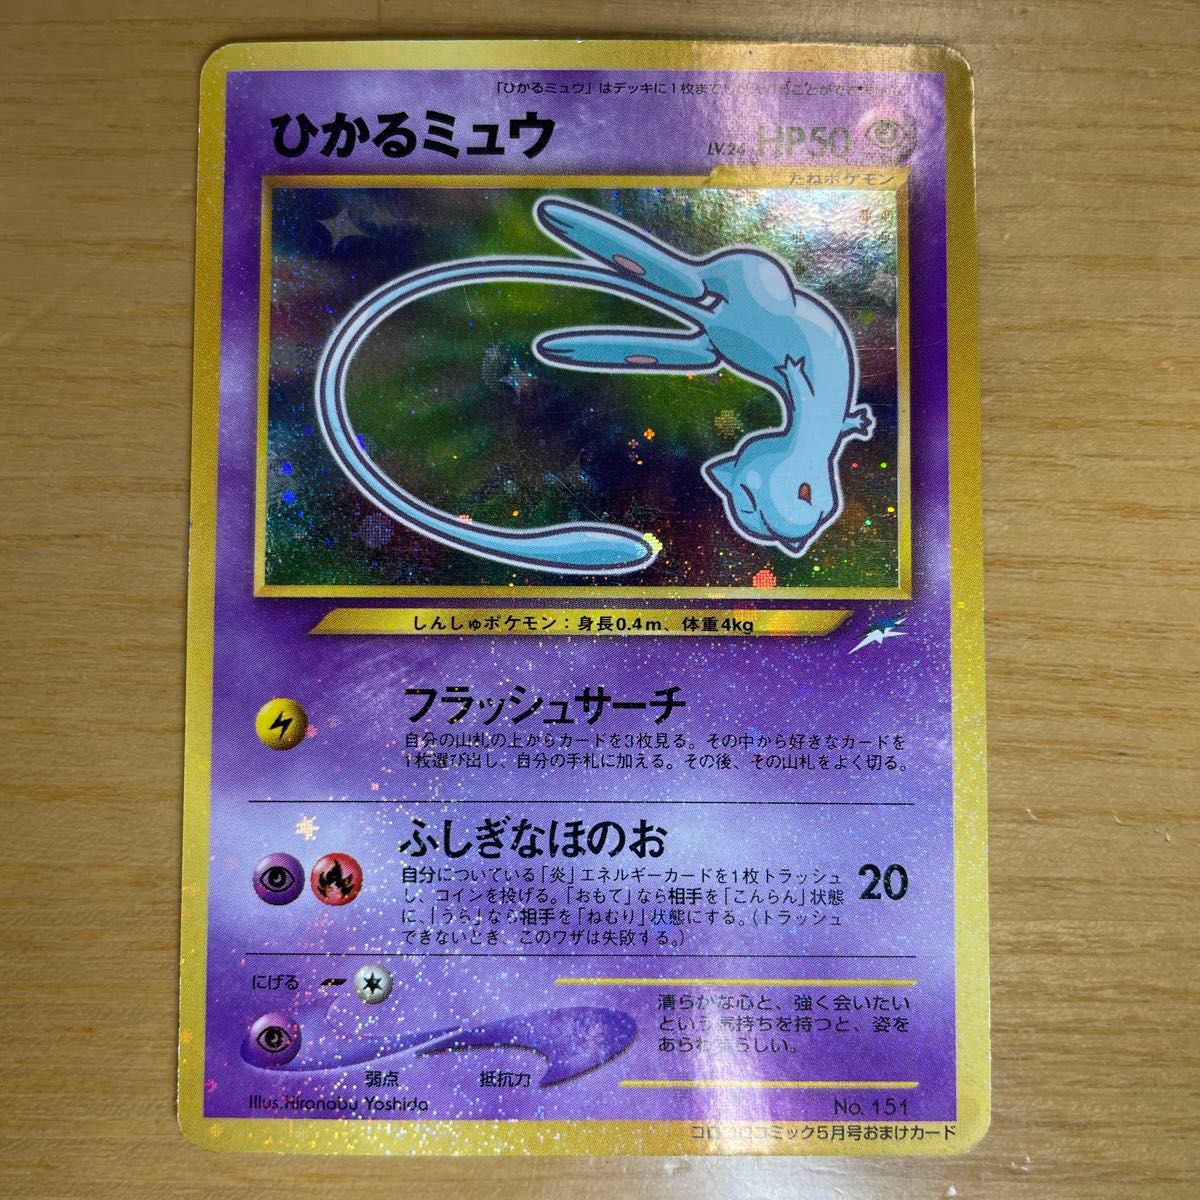 「ひかるミュウ」はデッキに1枚まで
ひかるミュウ
LV.24 HP50
たねポケモン
しんしゅポケモン：身長0.4m、体重4kg
フラッシュサーチ
自分の山札の上からカードを3枚見る。その中から好きなカードを
1枚選び出し、自分の手札に加える。その後、その山札をよく切る。
ふしぎなほのお
自分についている「炎」エネルギーカードを1枚トラッシュ
し、コインを投げる。「おもて」なら相手を「こんらん」状態
に、「うら」なら相手を「ねむり」状態にする。（トラッシュ
できないとき、このワザは失敗する。）
20
にげる
清らかな心と、強く会いたい
という気持ちを持つと、姿を
あらわすらしい。
弱点 抵抗力
Illus. Hironobu Yoshida
No. 151
コロコロコミック5月号おまけカード